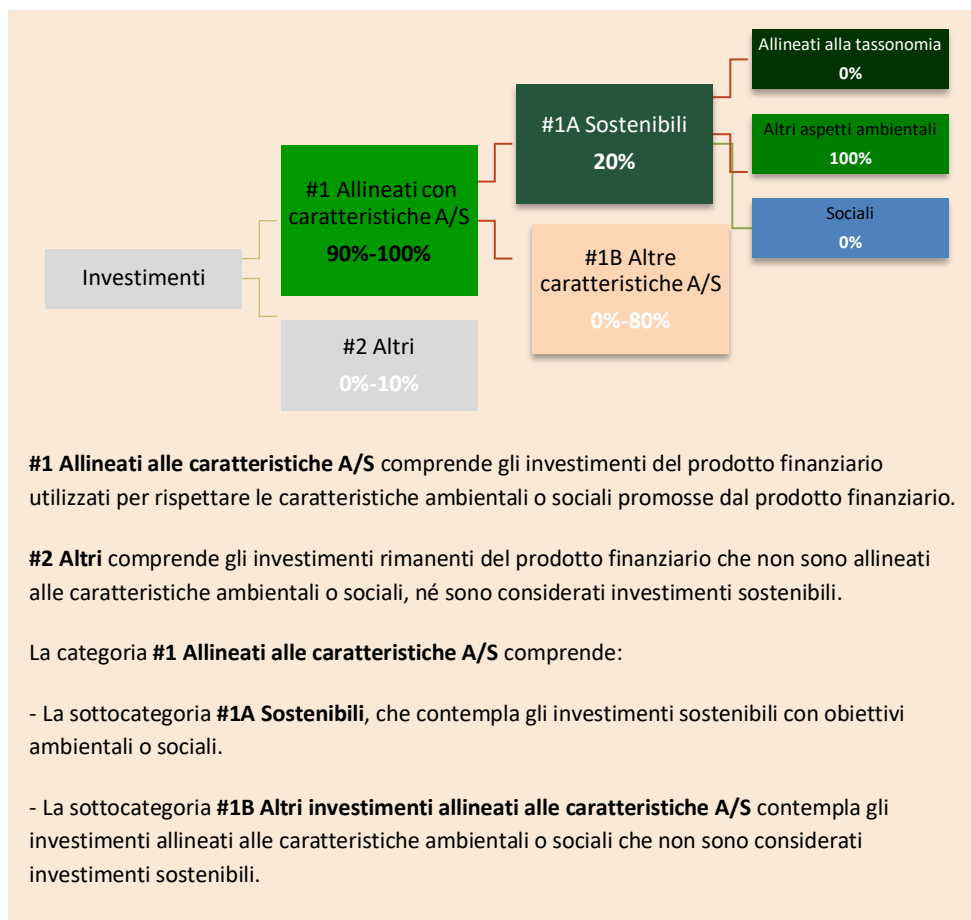 Allineati alla tassonomia
0%
#1A Sostenibili
20%
Altri aspetti ambientali
100%
#1 Allineati con
caratteristiche A/S
90%-100%
Sociali
0%
Investimenti
#1B Altre
caratteristiche A/S
0%-80%
#2 Altri
0%-10%
#1 Allineati alle caratteristiche A/S comprende gli investimenti del prodotto finanziario
utilizzati per rispettare le caratteristiche ambientali o sociali promosse dal prodotto finanziario.
#2 Altri comprende gli investimenti rimanenti del prodotto finanziario che non sono allineati
alle caratteristiche ambientali o sociali, né sono considerati investimenti sostenibili.
La categoria #1 Allineati alle caratteristiche A/S comprende:
- La sottocategoria #1A Sostenibili, che contempla gli investimenti sostenibili con obiettivi
ambientali o sociali.
- La sottocategoria #1B Altri investimenti allineati alle caratteristiche A/S contempla gli
investimenti allineati alle caratteristiche ambientali o sociali che non sono considerati
investimenti sostenibili.